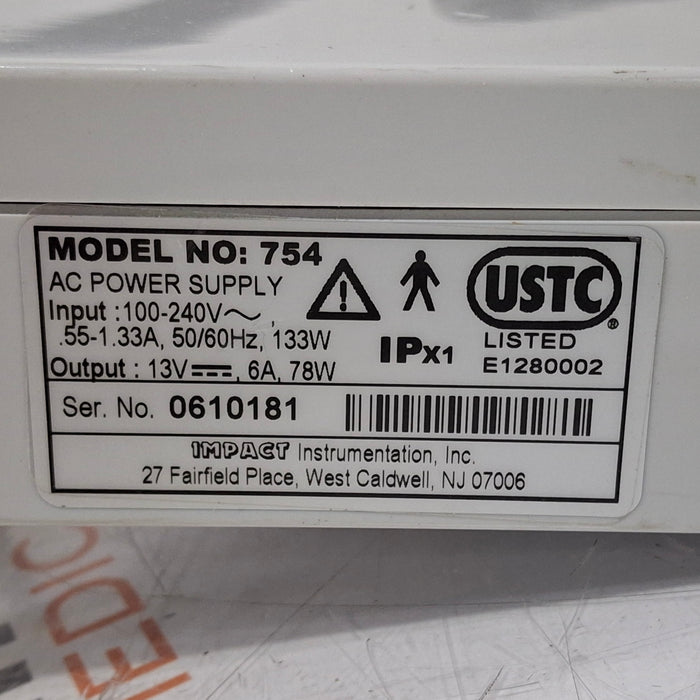 MODEL NO: 754
AC POWER SUPPLY
Input :100-240V～,
.55-1.33A, 50/60Hz, 133W
Output : 13V⎓, 6A, 78W
IPx1
USTC®
LISTED
E1280002
Ser. No. 0610181
IMPACT Instrumentation, Inc.
27 Fairfield Place, West Caldwell, NJ 07006
EDIC